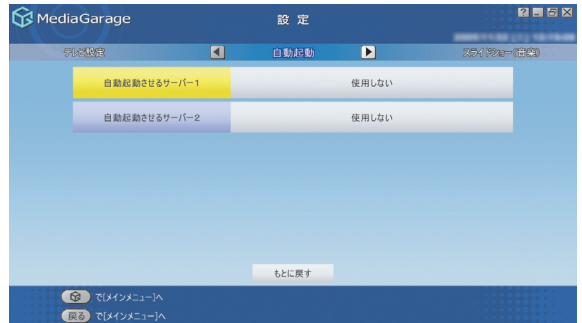 MediaGarage
設定
テレビ設定
自動起動
スライドショー(音楽)
自動起動させるサーバー1
使用しない
自動起動させるサーバー2
使用しない
もとに戻す
で[メインメニュー]へ
戻る で[メインメニュー]へ